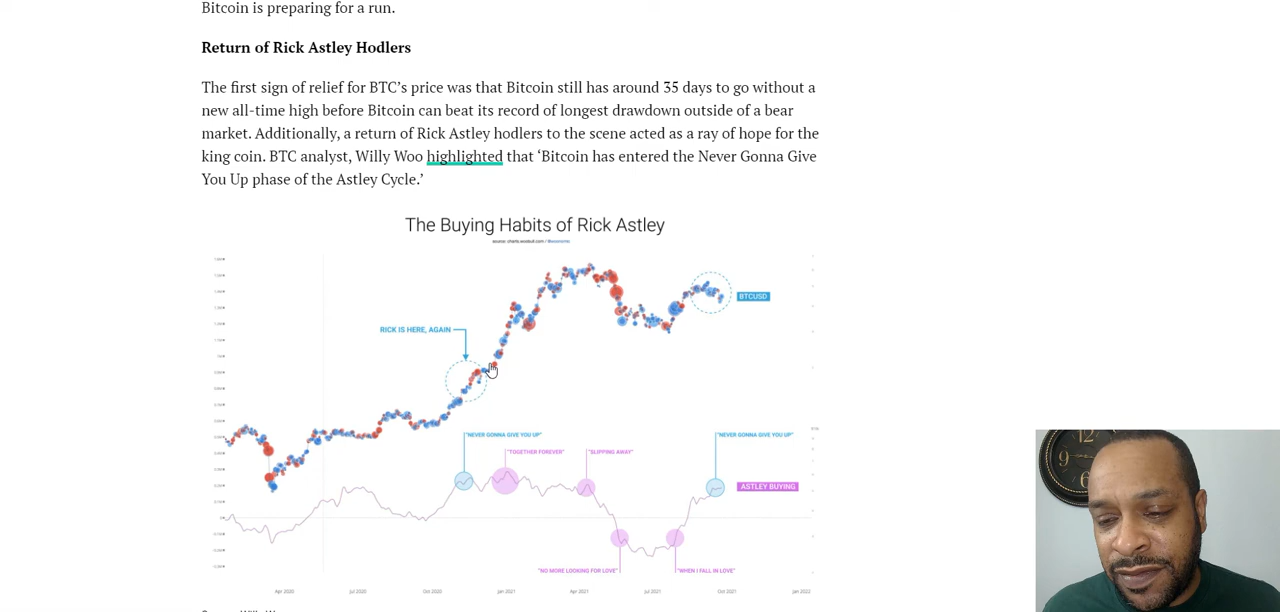 Bitcoin is preparing for a run.
Return of Rick Astley Hodlers
The first sign of relief for BTC’s price was that Bitcoin still has around 35 days to go without a
new all-time high before Bitcoin can beat its record of longest drawdown outside of a bear
market. Additionally, a return of Rick Astley hodlers to the scene acted as a ray of hope for the
king coin. BTC analyst, Willy Woo highlighted that ‘Bitcoin has entered the Never Gonna Give
You Up phase of the Astley Cycle.’
The Buying Habits of Rick Astley
BTCUSD
RICK IS HERE, AGAIN
"NEVER GONNA GIVE YOU UP"
"NEVER GONNA GIVE YOU UP"
"TOGETHER FOREVER"
"SLIPPING AWAY"
ASTLEY BUYING
"NO MORE LOOKING FOR LOVE"
"WHEN I FALL IN LOVE"
Apr 2020
Jul 2020
Oct 2020
Jan 2021
Apr 2021
Jul 2021
Oct 2021
Jan 2022
12
9